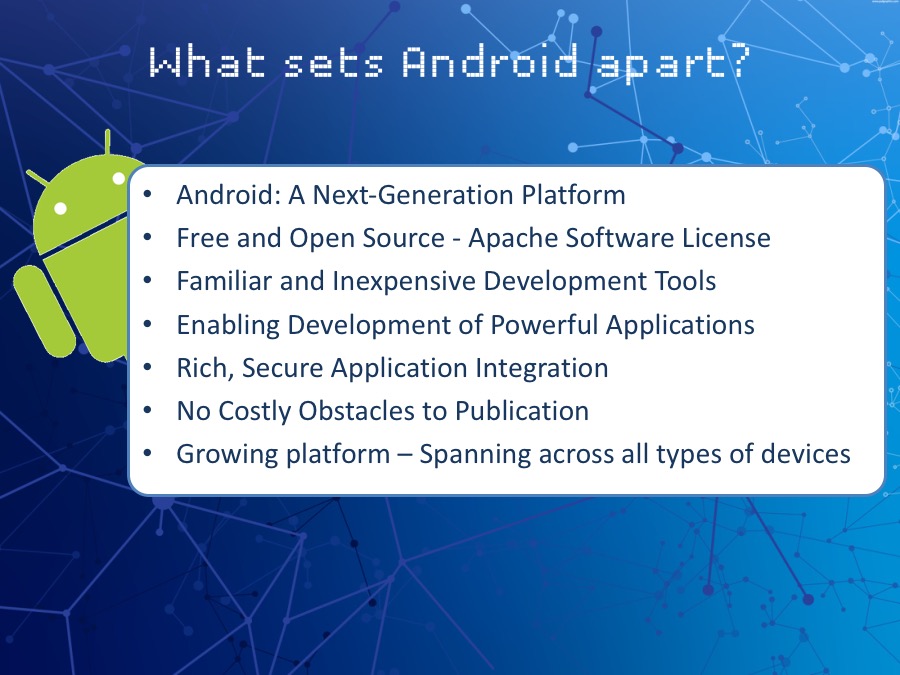 What sets Android apart?
• Android: A Next-Generation Platform
• Free and Open Source - Apache Software License
• Familiar and Inexpensive Development Tools
• Enabling Development of Powerful Applications
• Rich, Secure Application Integration
• No Costly Obstacles to Publication
• Growing platform – Spanning across all types of devices